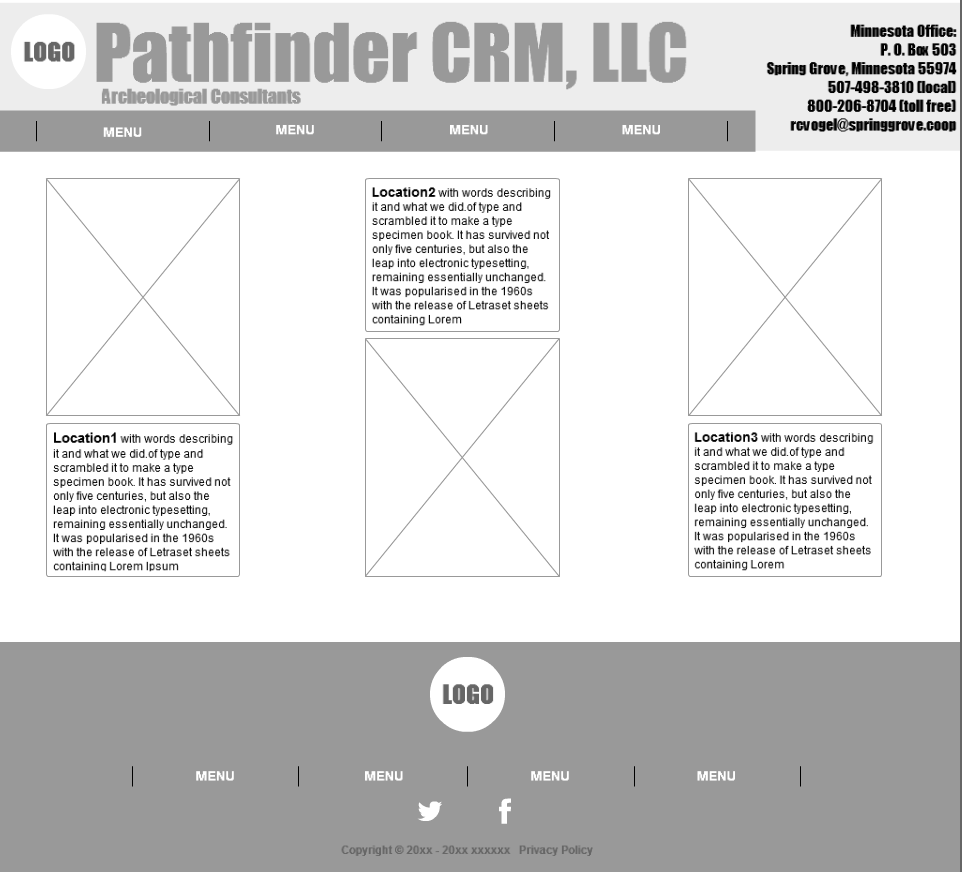 LOGO
Pathfinder CRM, LLC
Archeological Consultants
Minnesota Office:
P. O. Box 503
Spring Grove, Minnesota 55974
507-498-3810 (local)
800-206-8704 (toll free)
rcvogel@springgrove.coop
MENU
MENU
MENU
MENU
Location1 with words describing
it and what we did.of type and
scrambled it to make a type
specimen book. It has survived not
only five centuries, but also the
leap into electronic typesetting,
remaining essentially unchanged.
It was popularised in the 1960s
with the release of Letraset sheets
containing Lorem Ipsum
Location2 with words describing
it and what we did.of type and
scrambled it to make a type
specimen book. It has survived not
only five centuries, but also the
leap into electronic typesetting,
remaining essentially unchanged.
It was popularised in the 1960s
with the release of Letraset sheets
containing Lorem
Location3 with words describing
it and what we did.of type and
scrambled it to make a type
specimen book. It has survived not
only five centuries, but also the
leap into electronic typesetting,
remaining essentially unchanged.
It was popularised in the 1960s
with the release of Letraset sheets
containing Lorem
LOGO
MENU
MENU
MENU
MENU
Copyright © 20xx - 20xx xxxxxx Privacy Policy